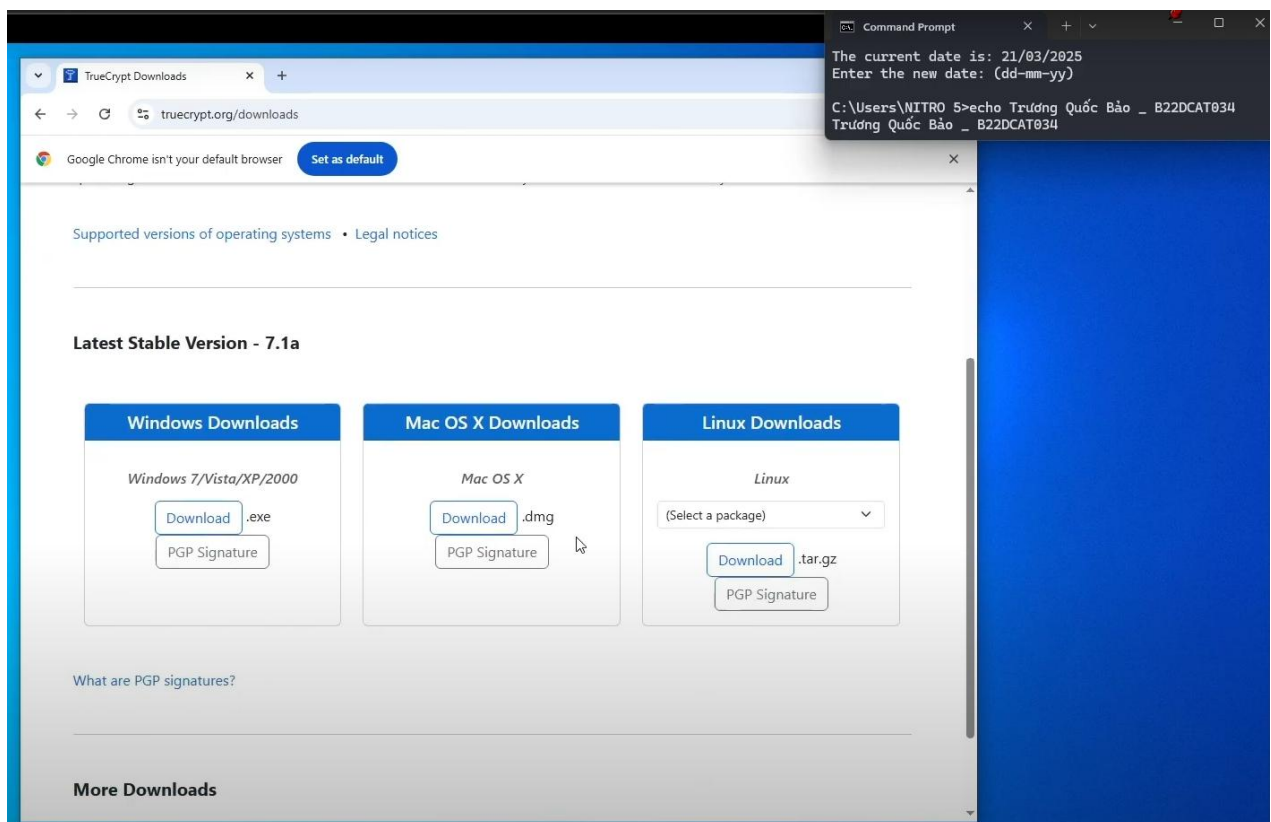 Command Prompt
The current date is: 21/03/2025
Enter the new date: (dd-mm-yy)
C:\Users\NITRO 5>echo Trương Quốc Bảo _ B22DCAT034
Trương Quốc Bảo _ B22DCAT034
TrueCrypt Downloads
truecrypt.org/downloads
Google Chrome isn't your default browser Set as default
Supported versions of operating systems • Legal notices
Latest Stable Version - 7.1a
Windows Downloads
Windows 7/Vista/XP/2000
Download .exe
PGP Signature
Mac OS X Downloads
Mac OS X
Download .dmg
PGP Signature
Linux Downloads
Linux
(Select a package)
Download .tar.gz
PGP Signature
What are PGP signatures?
More Downloads